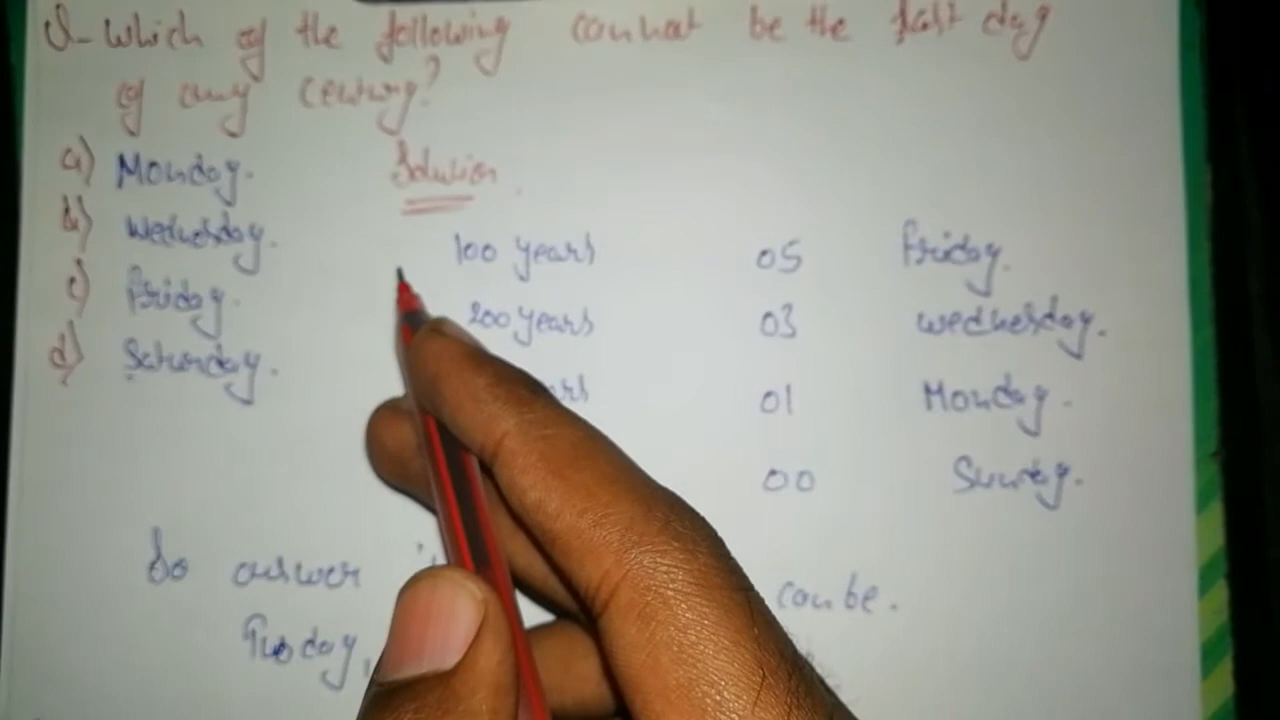 Q- Which of the following cannot be the last day
of any century?
a) Monday.
b) Wednesday.
c) Friday.
d) Saturday.
Solution
100 years 05 Friday.
200 years 03 Wednesday.
01 Monday.
00 Sunday.
So answer can be.
Tusday,